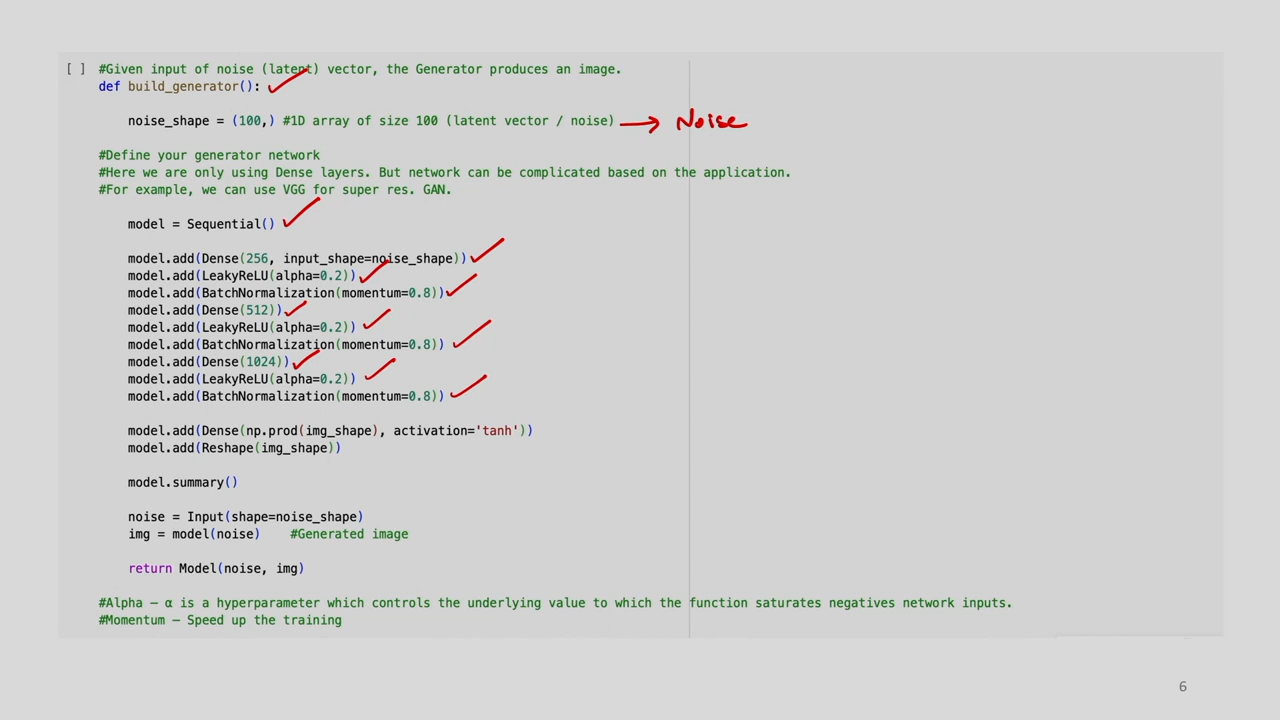 [ ] #Given input of noise (latent) vector, the Generator produces an image.
def build_generator():
noise_shape = (100,) #1D array of size 100 (latent vector / noise) → Noise
#Define your generator network
#Here we are only using Dense layers. But network can be complicated based on the application.
#For example, we can use VGG for super res. GAN.
model = Sequential()
model.add(Dense(256, input_shape=noise_shape))
model.add(LeakyReLU(alpha=0.2))
model.add(BatchNormalization(momentum=0.8))
model.add(Dense(512))
model.add(LeakyReLU(alpha=0.2))
model.add(BatchNormalization(momentum=0.8))
model.add(Dense(1024))
model.add(LeakyReLU(alpha=0.2))
model.add(BatchNormalization(momentum=0.8))
model.add(Dense(np.prod(img_shape), activation='tanh'))
model.add(Reshape(img_shape))
model.summary()
noise = Input(shape=noise_shape)
img = model(noise) #Generated image
return Model(noise, img)
#Alpha — α is a hyperparameter which controls the underlying value to which the function saturates negatives network inputs.
#Momentum — Speed up the training
6